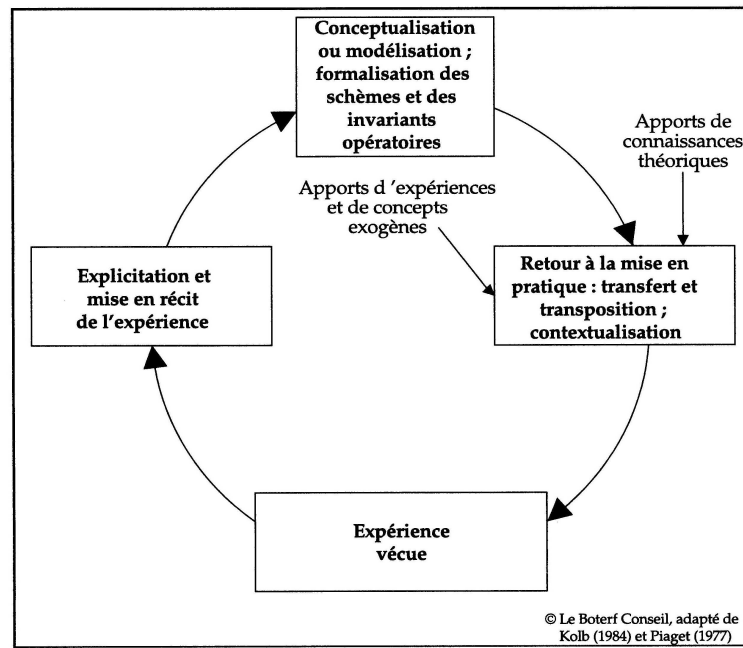 Conceptualisation
ou modélisation ;
formalisation des
schèmes et des
invariants
opératoires
Apports de
connaissances
théoriques
Apports d 'expériences
et de concepts
exogènes
Explicitation et
mise en récit
de l'expérience
Retour à la mise en
pratique : transfert et
transposition ;
contextualisation
Expérience
vécue
© Le Boterf Conseil, adapté de
Kolb (1984) et Piaget (1977)